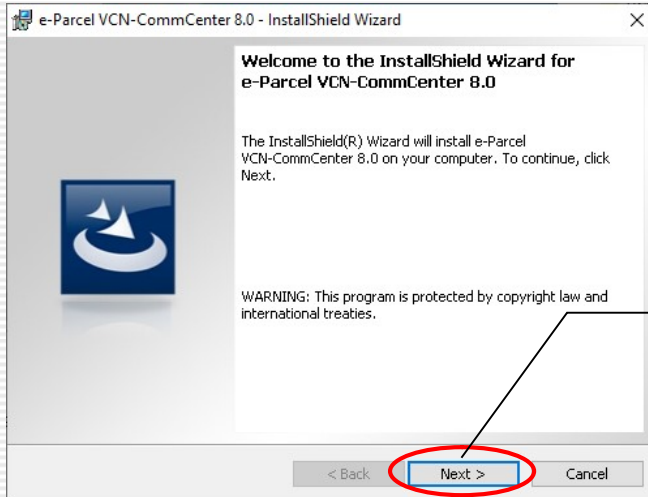 e-Parcel VCN-CommCenter 8.0 - InstallShield Wizard
Welcome to the InstallShield Wizard for
e-Parcel VCN-CommCenter 8.0
The InstallShield(R) Wizard will install e-Parcel
VCN-CommCenter 8.0 on your computer. To continue, click
Next.
WARNING: This program is protected by copyright law and
international treaties.
< Back Next > Cancel